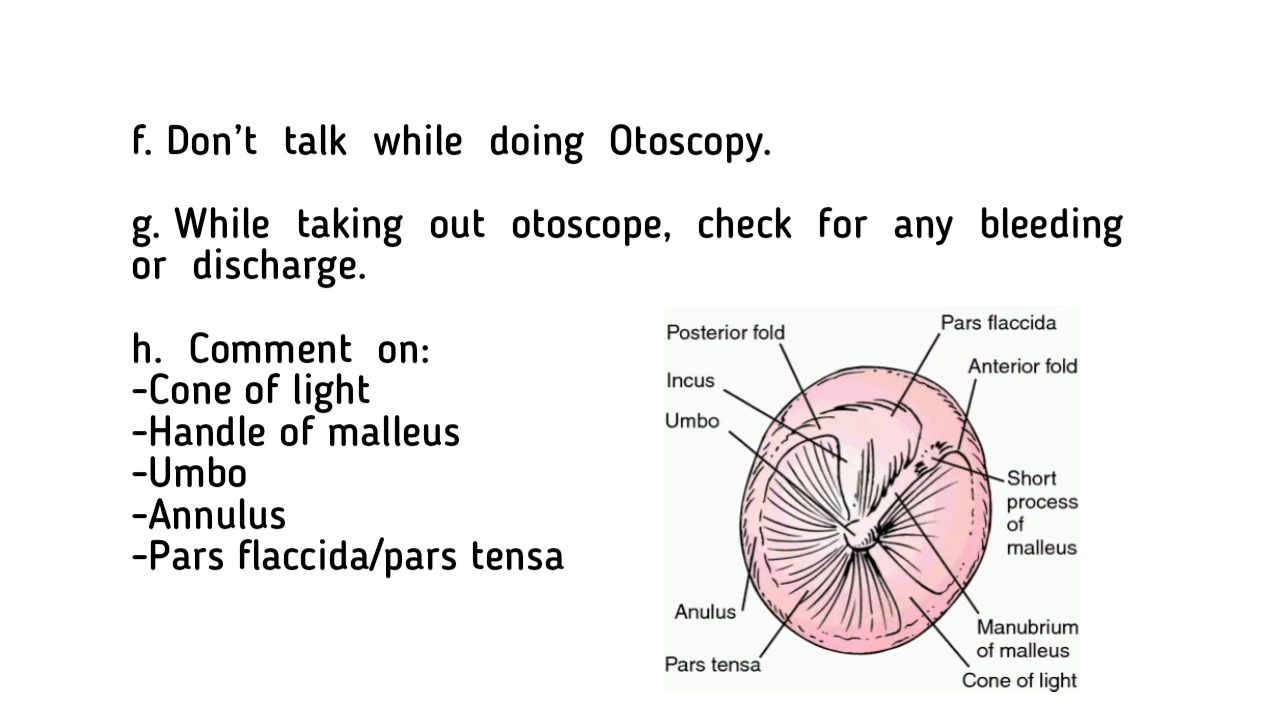 f. Don't talk while doing Otoscopy.
g. While taking out otoscope, check for any bleeding
or discharge.
h. Comment on:
-Cone of light
-Handle of malleus
-Umbo
-Annulus
-Pars flaccida/pars tensa
Posterior fold
Pars flaccida
Anterior fold
Incus
Umbo
Short
process
of
malleus
Anulus
Manubrium
of malleus
Pars tensa
Cone of light